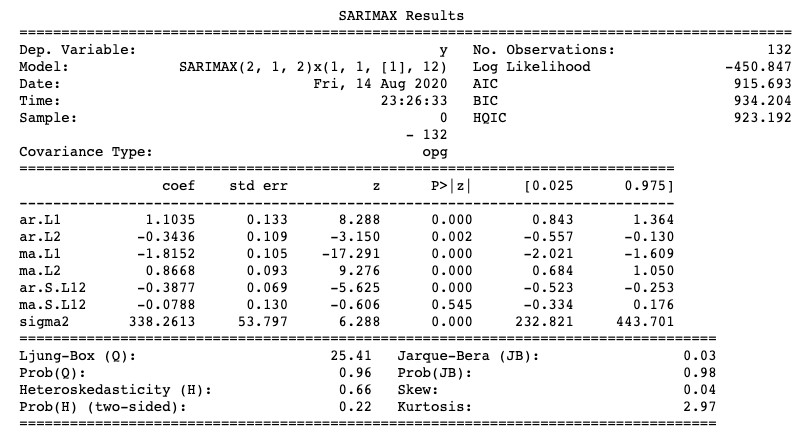 SARIMAX Results
==============================================================================
Dep. Variable: y No. Observations: 132
Model: SARIMAX(2, 1, 2)x(1, 1, [1], 12) Log Likelihood -450.847
Date: Fri, 14 Aug 2020 AIC 915.693
Time: 23:26:33 BIC 934.204
Sample: 0 HQIC 923.192
- 132
Covariance Type: opg
==============================================================================
coef std err z P>|z| [0.025 0.975]
------------------------------------------------------------------------------
ar.L1 1.1035 0.133 8.288 0.000 0.843 1.364
ar.L2 -0.3436 0.109 -3.150 0.002 -0.557 -0.130
ma.L1 -1.8152 0.105 -17.291 0.000 -2.021 -1.609
ma.L2 0.8668 0.093 9.276 0.000 0.684 1.050
ar.S.L12 -0.3877 0.069 -5.625 0.000 -0.523 -0.253
ma.S.L12 -0.0788 0.130 -0.606 0.545 -0.334 0.176
sigma2 338.2613 53.797 6.288 0.000 232.821 443.701
==============================================================================
Ljung-Box (Q): 25.41 Jarque-Bera (JB): 0.03
Prob(Q): 0.96 Prob(JB): 0.98
Heteroskedasticity (H): 0.66 Skew: 0.04
Prob(H) (two-sided): 0.22 Kurtosis: 2.97
==============================================================================